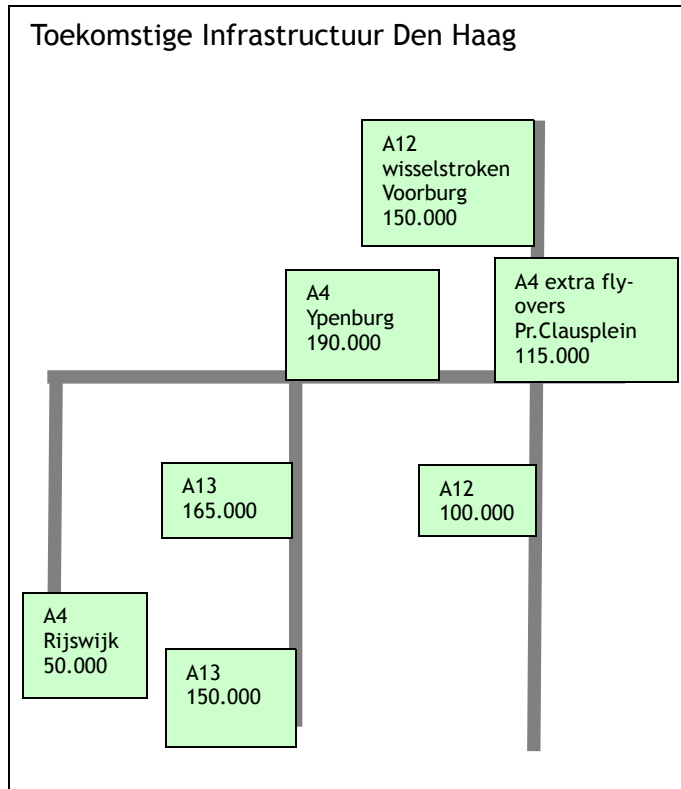 Toekomstige Infrastructuur Den Haag
A12
wisselstroken
Voorburg
150.000
A4
Ypenburg
190.000
A4 extra fly-
overs
Pr.Clausplein
115.000
A13
165.000
A12
100.000
A4
Rijswijk
50.000
A13
150.000